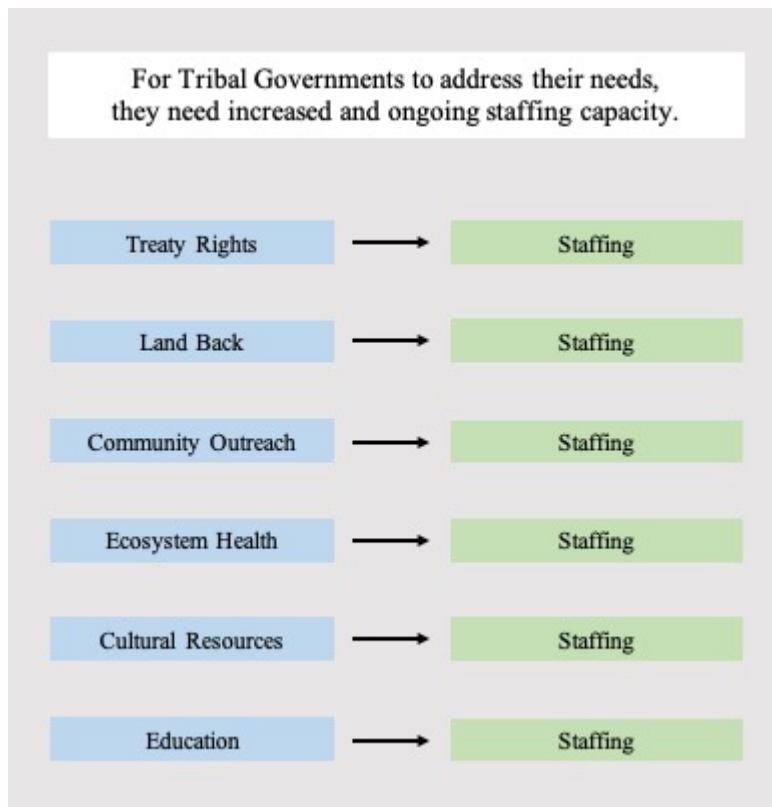 For Tribal Governments to address their needs,
they need increased and ongoing staffing capacity.
Treaty Rights
Staffing
Land Back
Staffing
Community Outreach
Staffing
Ecosystem Health
Staffing
Cultural Resources
Staffing
Education
Staffing